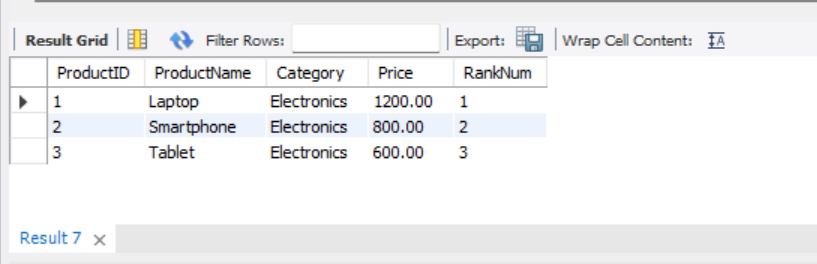 Result Grid Filter Rows: Export: Wrap Cell Content: IA
ProductID ProductName Category Price RankNum
1 Laptop Electronics 1200.00 1
2 Smartphone Electronics 800.00 2
3 Tablet Electronics 600.00 3
Result 7 ×